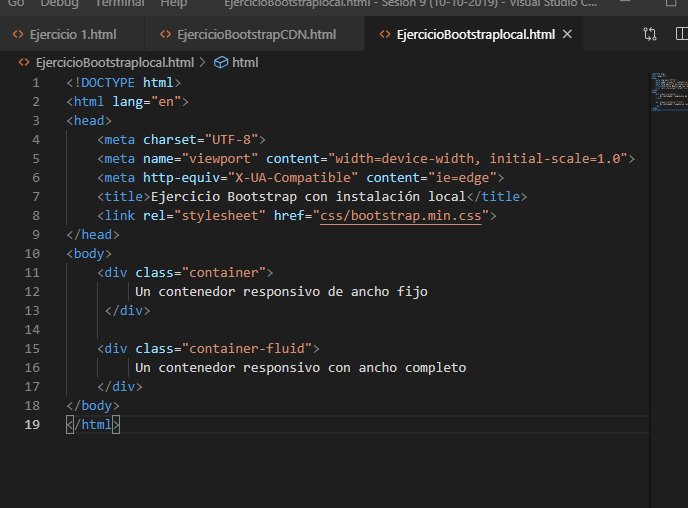 Go Debug Terminal Help EjercicioBootstraplocal.html - Sesion 9 (10-10-2019) - Visual Studio C...
Ejercicio 1.html EjercicioBootstrapCDN.html EjercicioBootstraplocal.html
EjercicioBootstraplocal.html > html
1 <!DOCTYPE html>
2 <html lang="en">
3 <head>
4 <meta charset="UTF-8">
5 <meta name="viewport" content="width=device-width, initial-scale=1.0">
6 <meta http-equiv="X-UA-Compatible" content="ie=edge">
7 <title>Ejercicio Bootstrap con instalación local</title>
8 <link rel="stylesheet" href="css/bootstrap.min.css">
9 </head>
10 <body>
11 <div class="container">
12 Un contenedor responsivo de ancho fijo
13 </div>
14
15 <div class="container-fluid">
16 Un contenedor responsivo con ancho completo
17 </div>
18 </body>
19 </html>